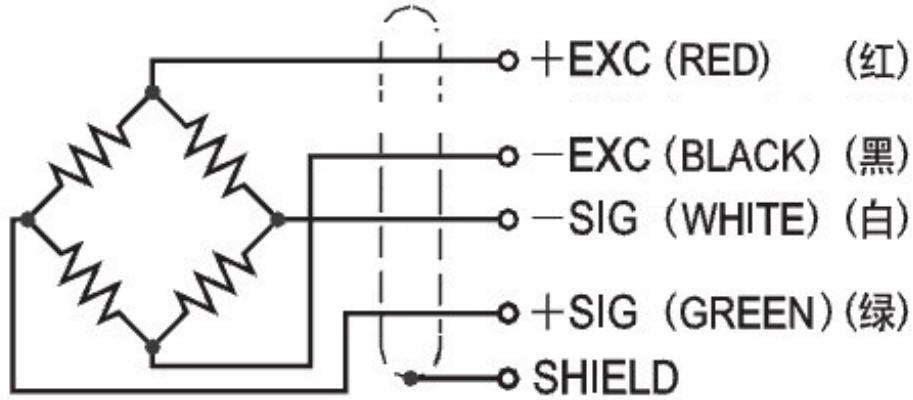 +EXC (RED) (红)
−EXC (BLACK) (黑)
−SIG (WHITE) (白)
+SIG (GREEN) (绿)
SHIELD